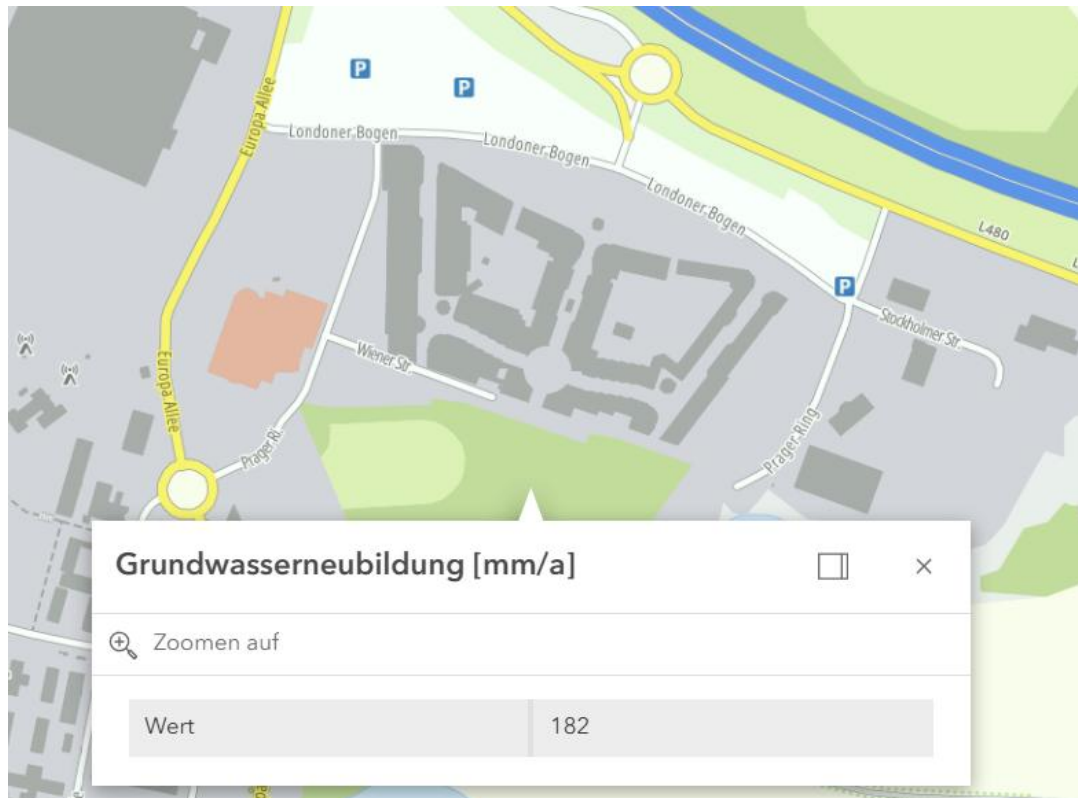 P
P
Europa Allee
Londoner Bogen
Londoner Bogen
Londoner Bogen
L480
P
Stockholmer Str.
Wiener Str.
Europa Allee
Prager Ri.
Prager Ring
Grundwasserneubildung [mm/a]
Zoomen auf
Wert 182